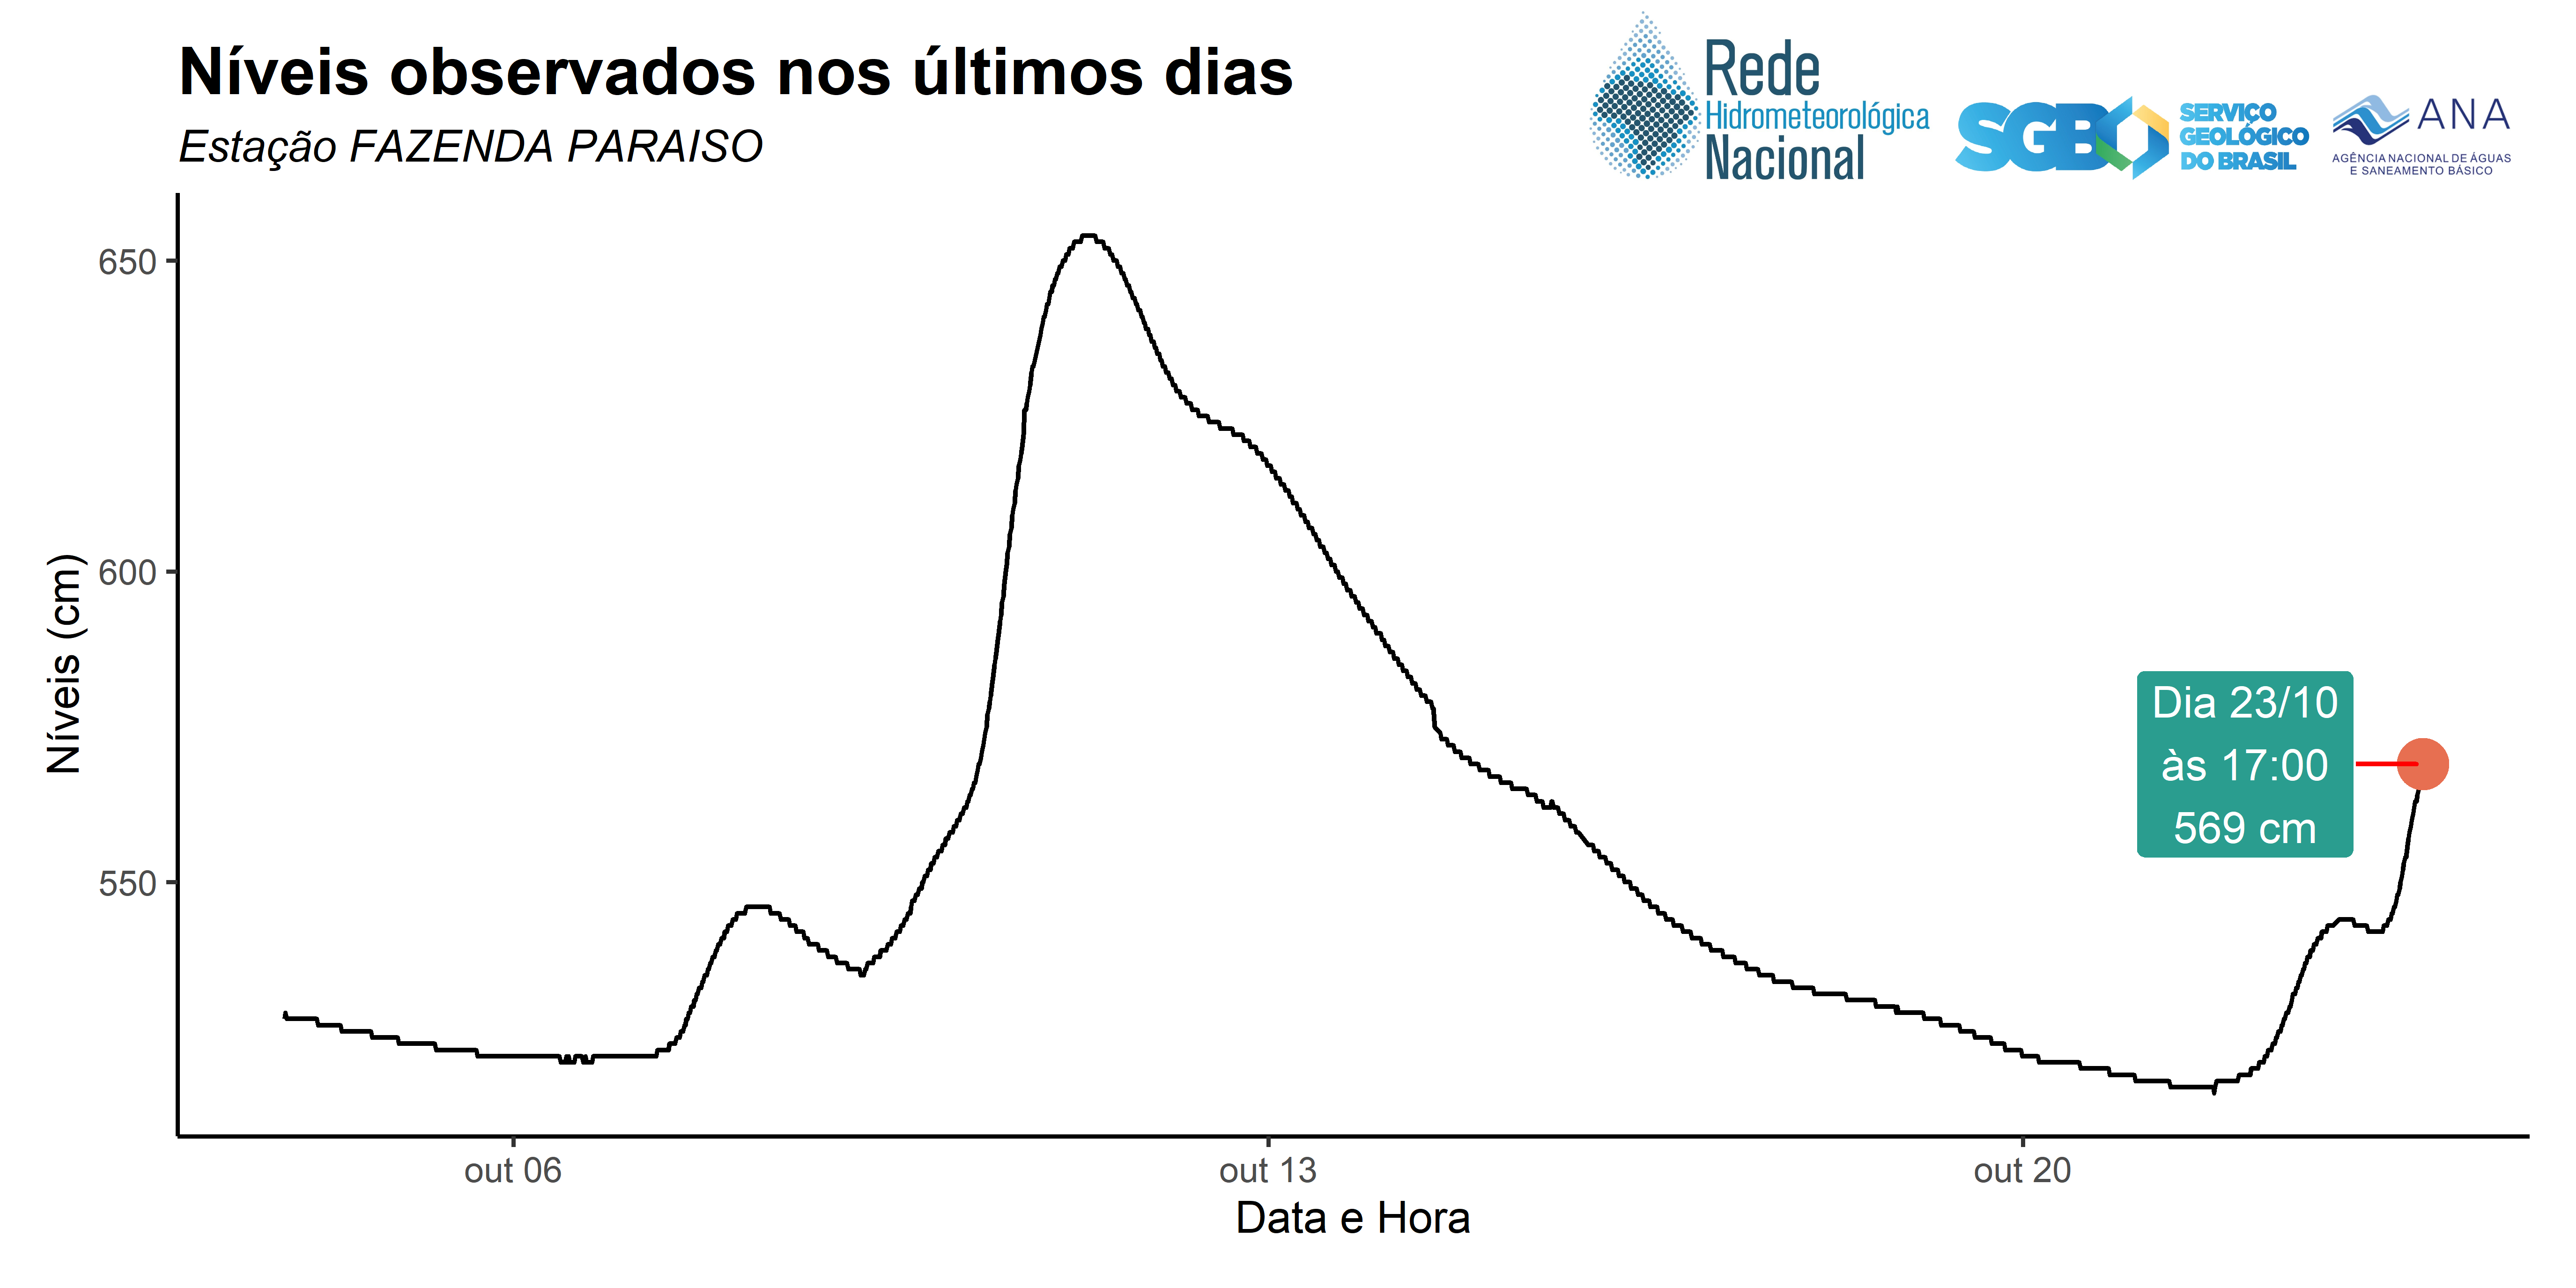 Níveis observados nos últimos dias
Estação FAZENDA PARAISO
Rede
Hidrometeorológica
Nacional
SGB
SERVIÇO
GEOLÓGICO
DO BRASIL
ANA
AGÊNCIA NACIONAL DE ÁGUAS
E SANEAMENTO BÁSICO
Níveis (cm)
650
600
550
Dia 23/10
às 17:00
569 cm
out 06
out 13
out 20
Data e Hora